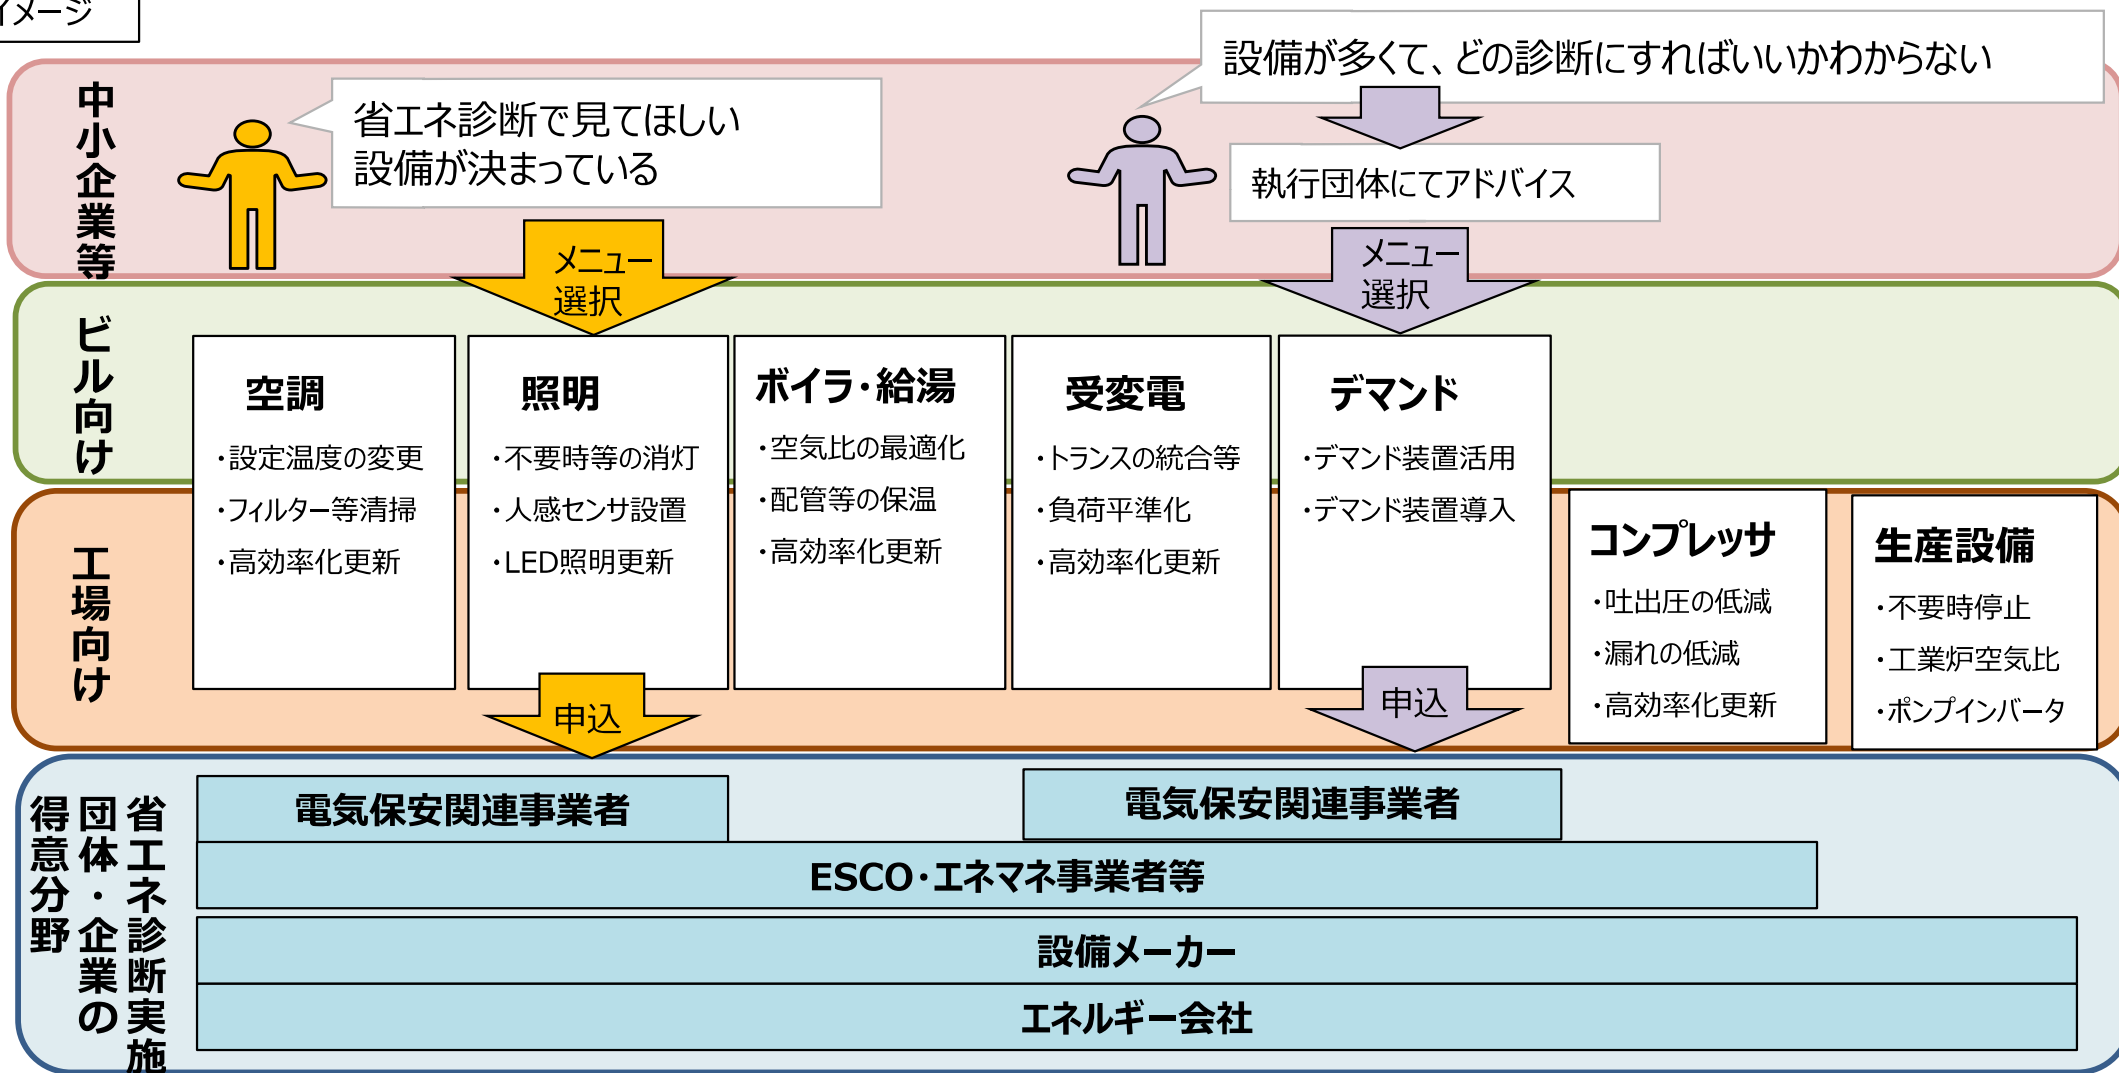 イメージ
中小企業等
省エネ診断で見てほしい
設備が決まっている
設備が多くて、どの診断にすればいいかわからない
執行団体にてアドバイス
メニュー
選択
メニュー
選択
ビル向け
工場向け
空調
・設定温度の変更
・フィルター等清掃
・高効率化更新
照明
・不要時等の消灯
・人感センサ設置
・LED照明更新
ボイラ・給湯
・空気比の最適化
・配管等の保温
・高効率化更新
受変電
・トランスの統合等
・負荷平準化
・高効率化更新
デマンド
・デマンド装置活用
・デマンド装置導入
コンプレッサ
・吐出圧の低減
・漏れの低減
・高効率化更新
生産設備
・不要時停止
・工業炉空気比
・ポンプインバータ
申込
申込
省エネ診断実施
団体・企業の
得意分野
電気保安関連事業者
電気保安関連事業者
ESCO・エネマネ事業者等
設備メーカー
エネルギー会社